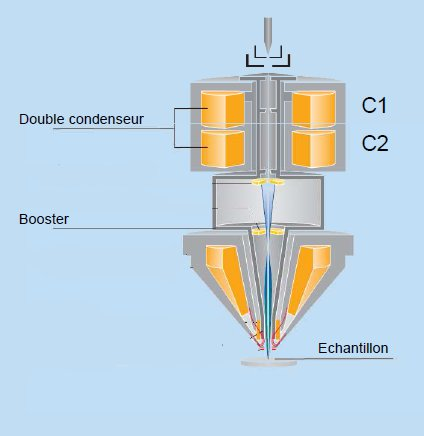 C1
Double condenseur
C2
Booster
Echantillon